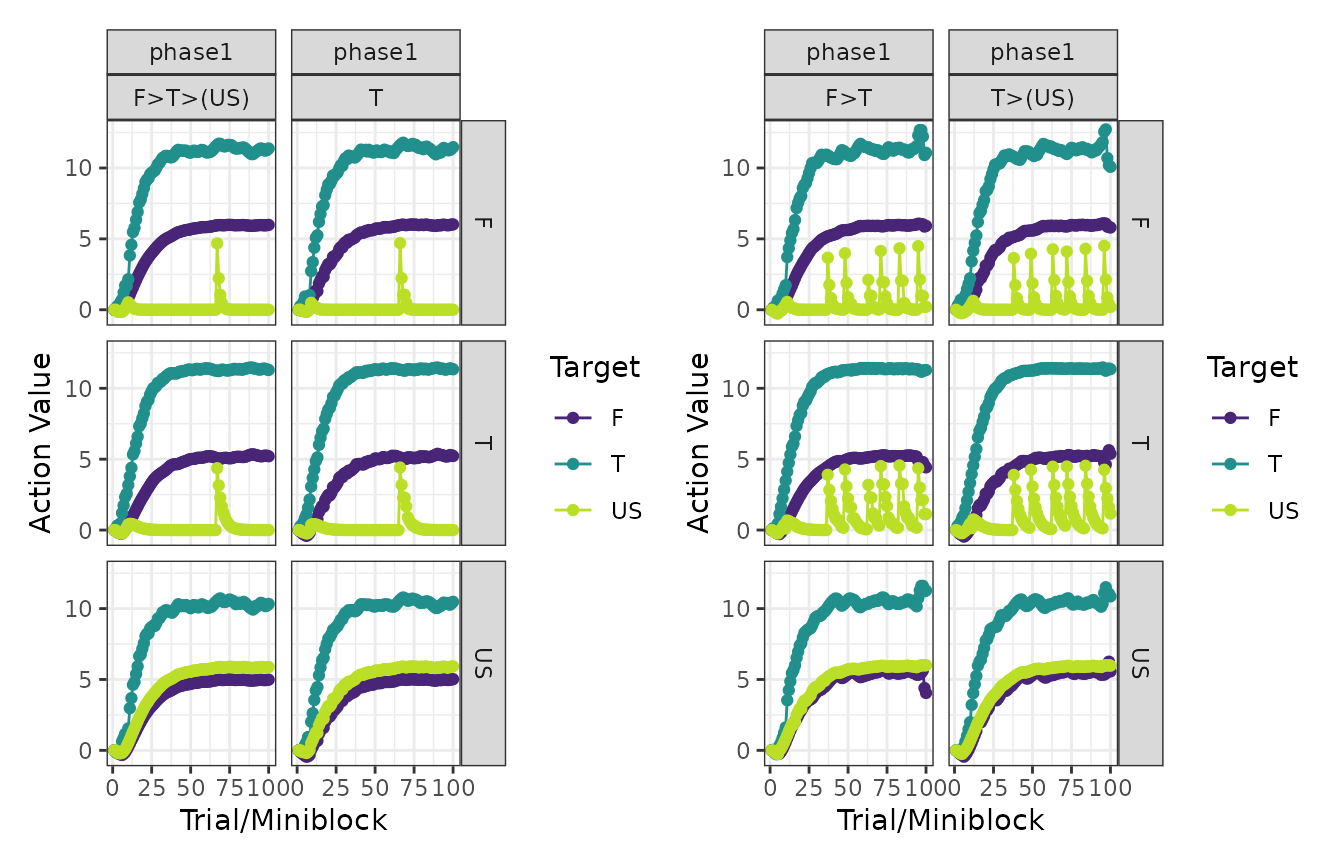 phase1 phase1
F>T>(US) T
F
T
US
10
5
0
10
5
0
10
5
0
0 25 50 75 100 0 25 50 75 100
Action Value
Trial/Miniblock
Target
F
T
US
phase1 phase1
F>T T>(US)
F
T
US
10
5
0
10
5
0
10
5
0
0 25 50 75 100 0 25 50 75 100
Action Value
Trial/Miniblock
Target
F
T
US